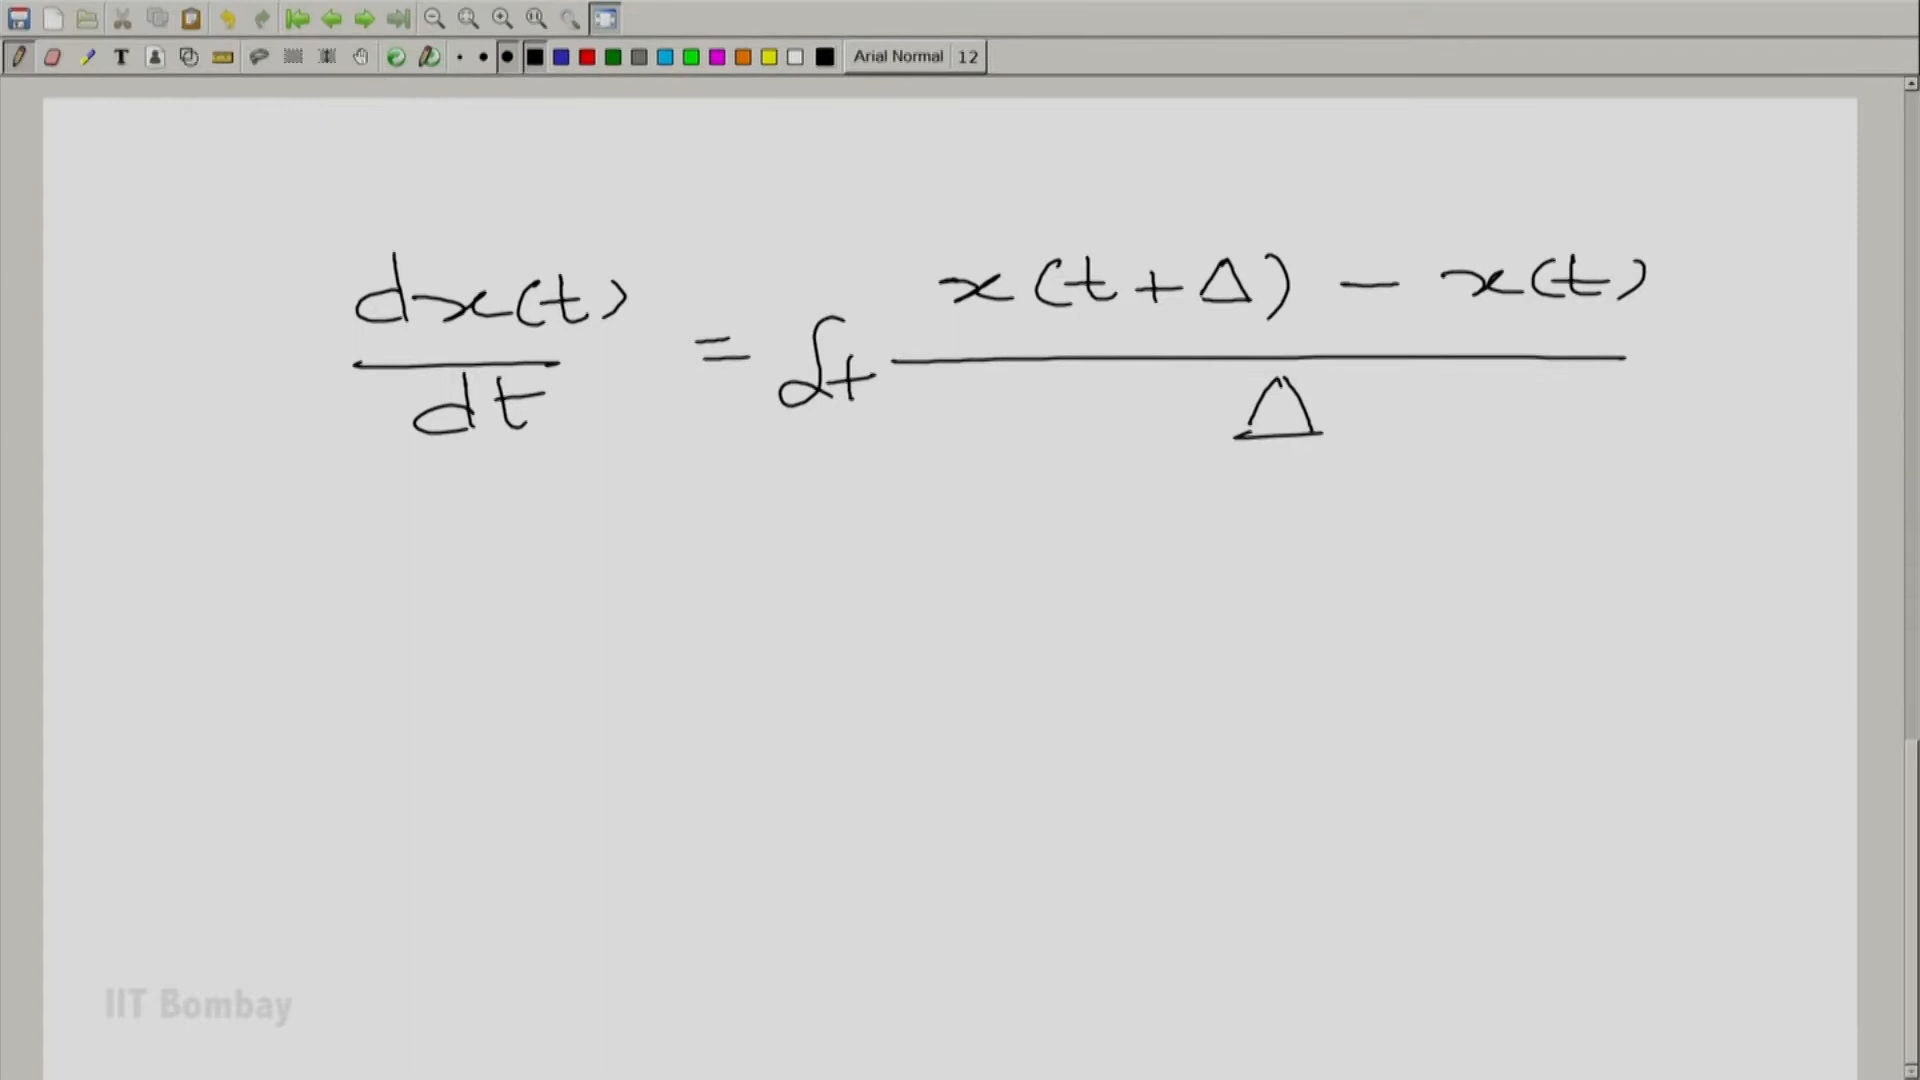 Arial Normal 12
dx(t)/dt = Lt (x(t+Δ) − x(t))/Δ
IIT Bombay